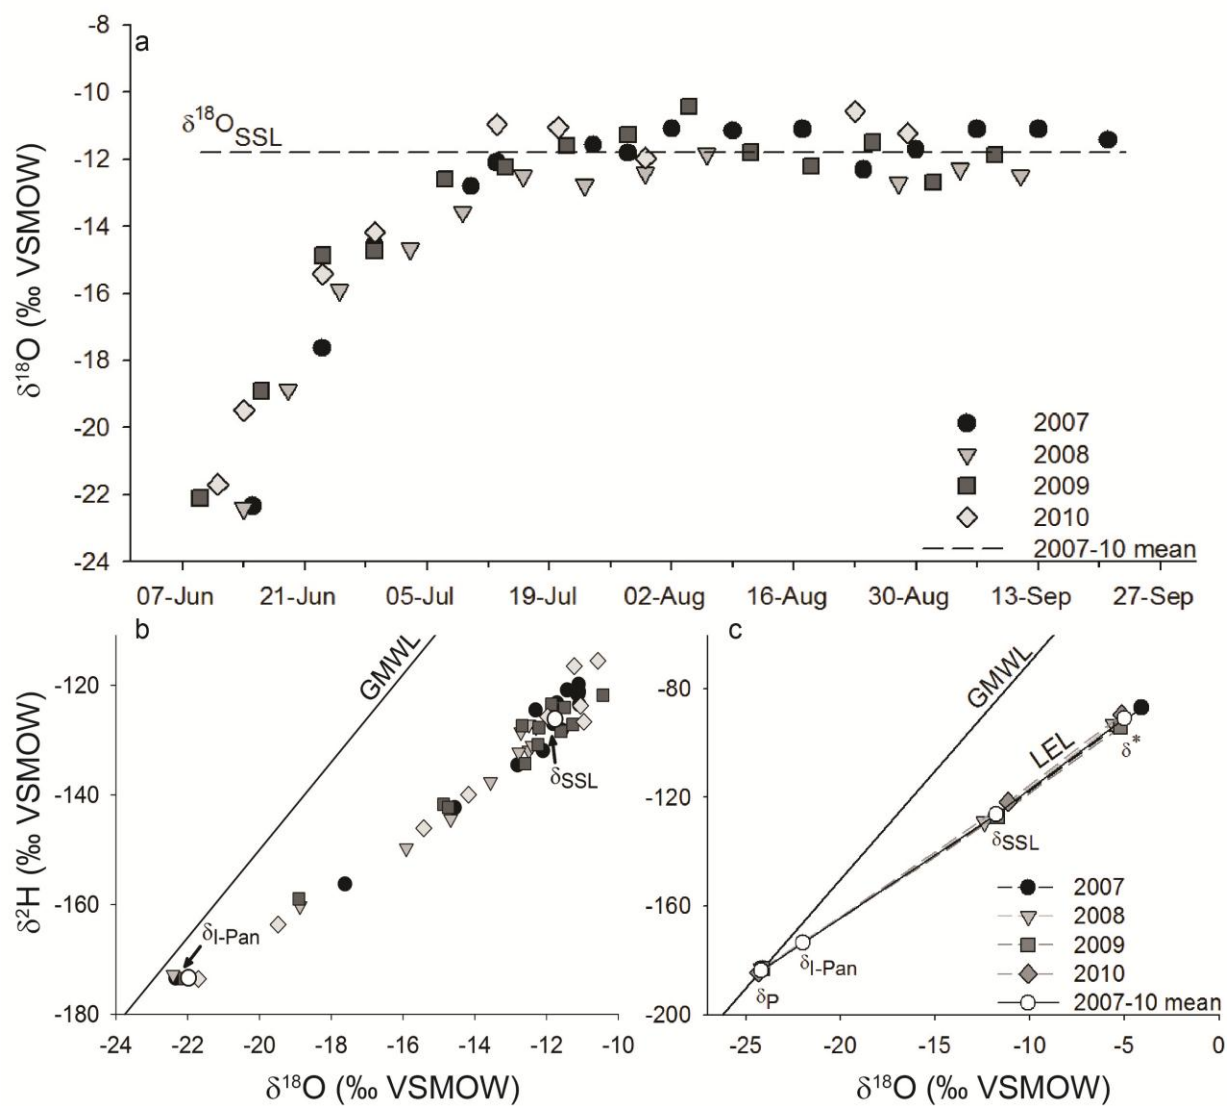 a
-8
-10
-12
-14
-16
-18
-20
-22
-24
δ¹⁸O (‰ VSMOW)
δ¹⁸O_SSL
2007
2008
2009
2010
2007-10 mean
07-Jun 21-Jun 05-Jul 19-Jul 02-Aug 16-Aug 30-Aug 13-Sep 27-Sep
b
-120
-140
-160
-180
δ²H (‰ VSMOW)
GMWL
δSSL
δI-Pan
-24 -22 -20 -18 -16 -14 -12 -10
δ¹⁸O (‰ VSMOW)
c
-80
-120
-160
-200
GMWL
LEL
δ*
δSSL
δI-Pan
δP
2007
2008
2009
2010
2007-10 mean
-25 -20 -15 -10 -5 0
δ¹⁸O (‰ VSMOW)